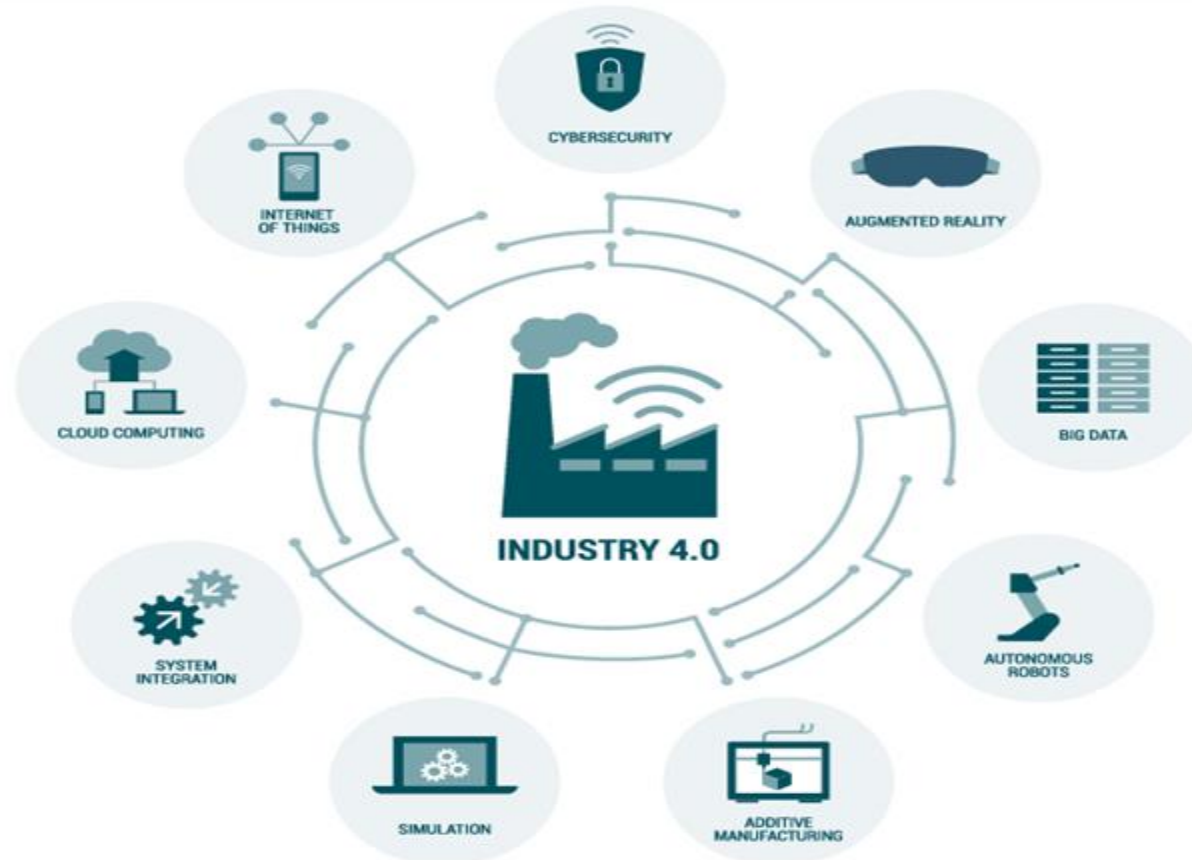 CYBERSECURITY
INTERNET
OF THINGS
AUGMENTED REALITY
CLOUD COMPUTING
BIG DATA
INDUSTRY 4.0
SYSTEM
INTEGRATION
AUTONOMOUS
ROBOTS
SIMULATION
ADDITIVE
MANUFACTURING